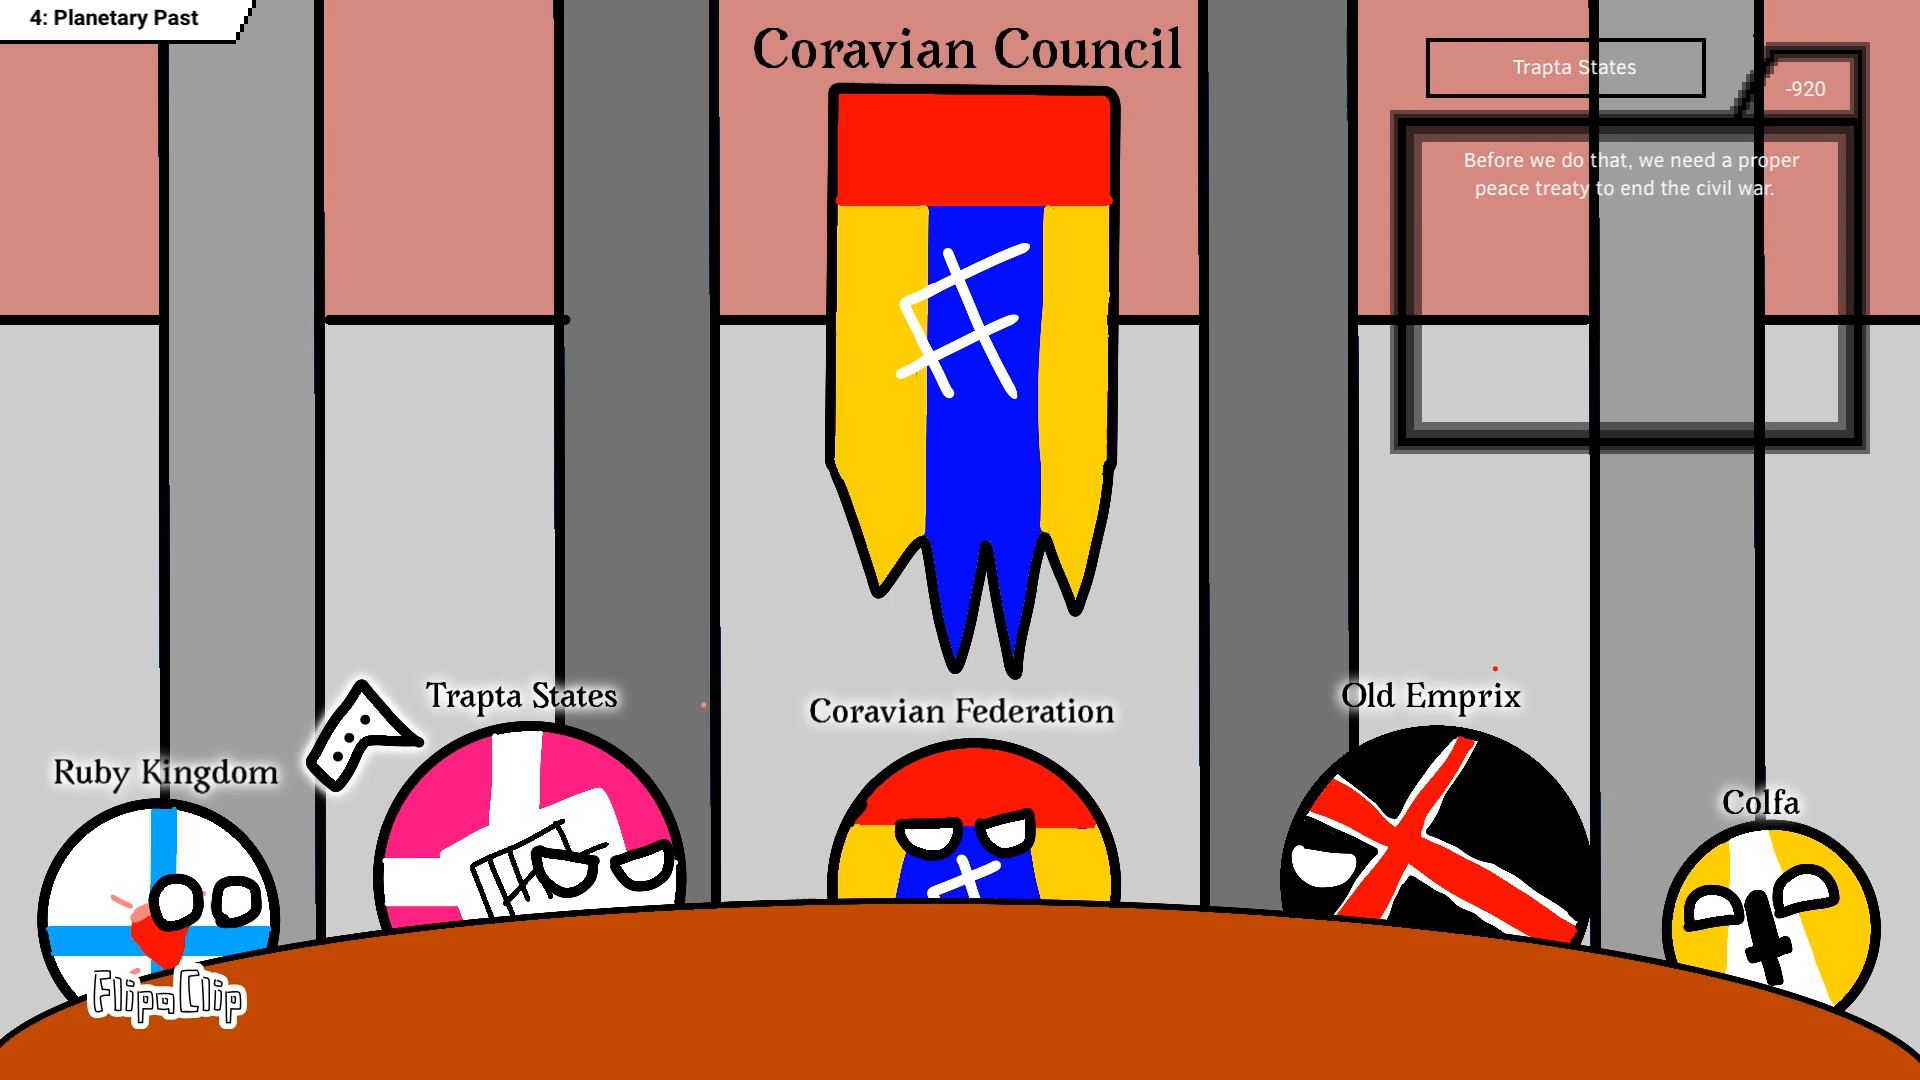 4: Planetary Past
Coravian Council
Trapta States
-920
Before we do that, we need a proper
peace treaty to end the civil war.
Trapta States
Coravian Federation
Old Emprix
Ruby Kingdom
Colfa
FlipaClip